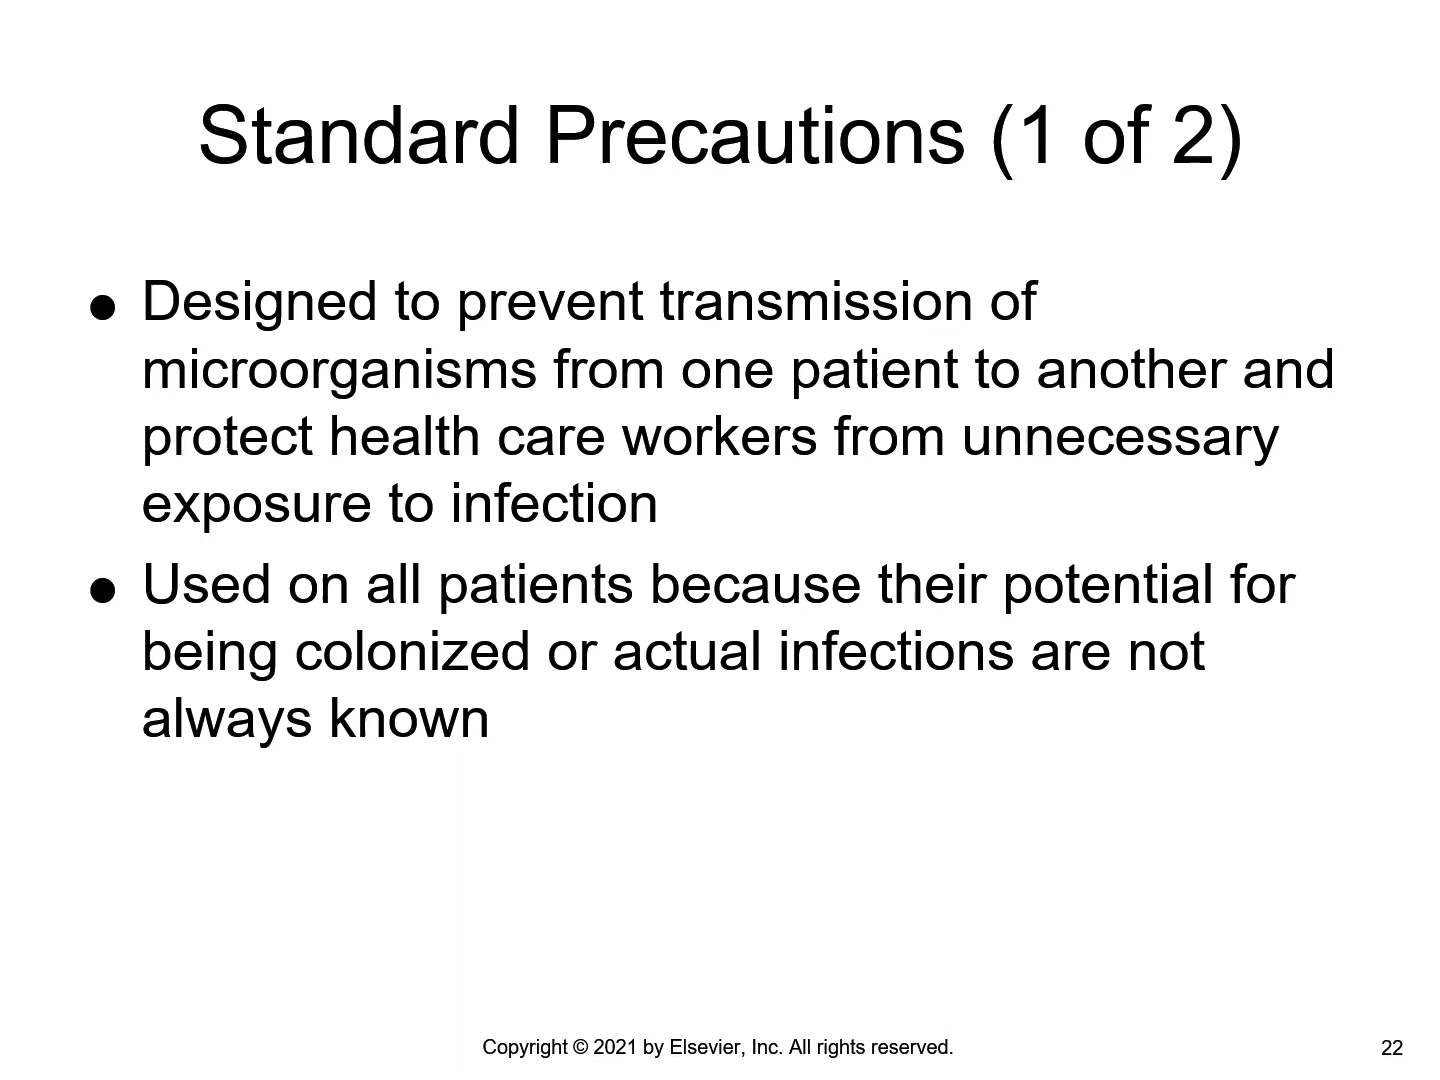 Standard Precautions (1 of 2)
● Designed to prevent transmission of
microorganisms from one patient to another and
protect health care workers from unnecessary
exposure to infection
● Used on all patients because their potential for
being colonized or actual infections are not
always known
Copyright © 2021 by Elsevier, Inc. All rights reserved.
22